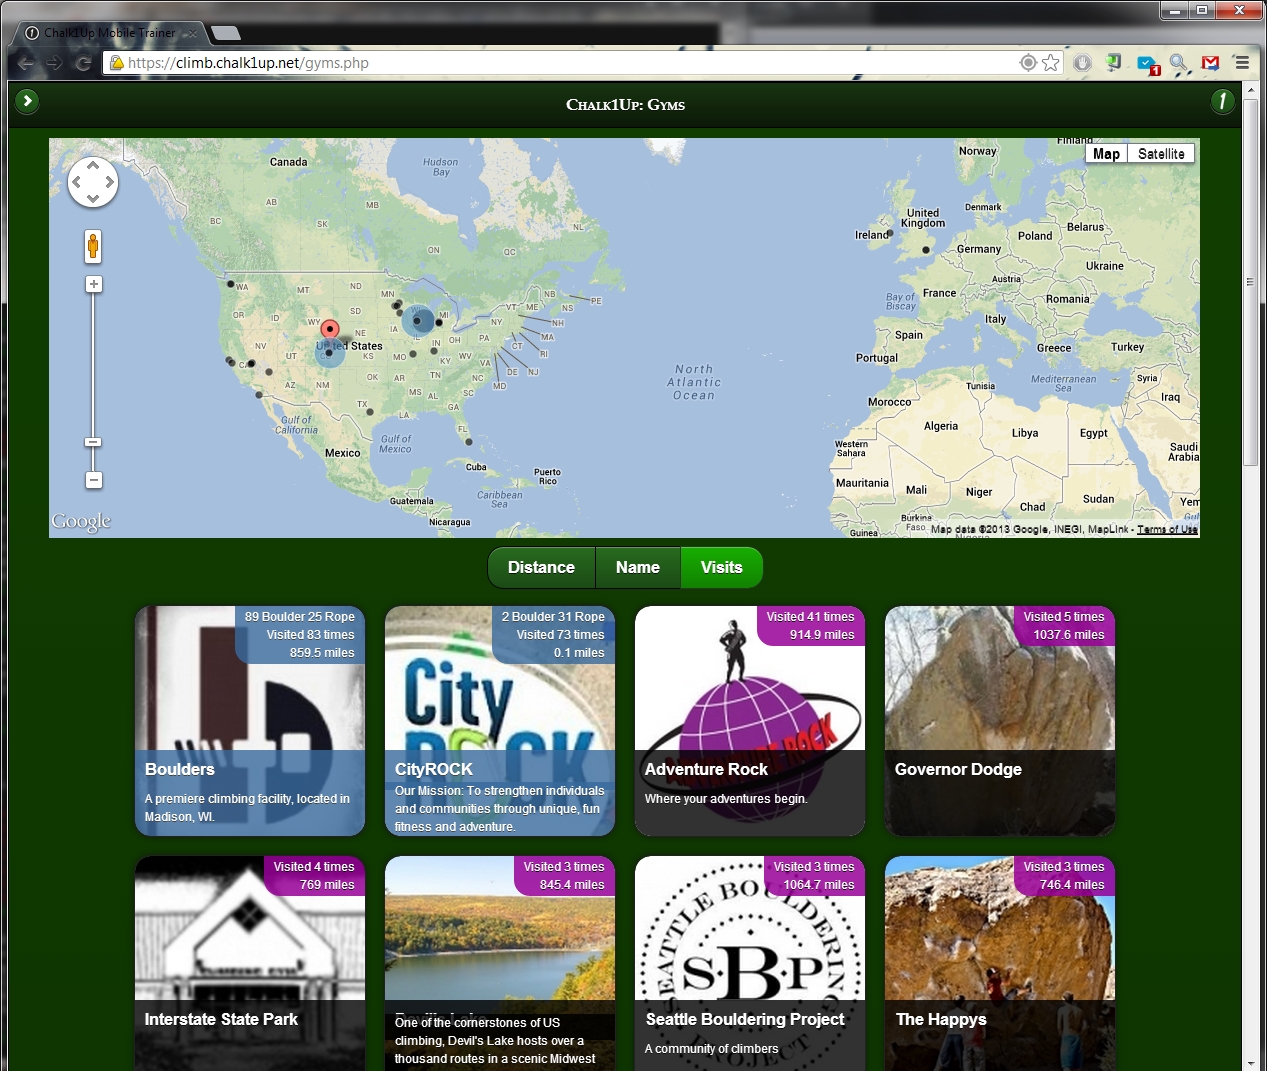 Chalk1Up Mobile Trainer
https://climb.chalk1up.net/gyms.php
1
Chalk1Up: Gyms
1
Map Satellite
Canada
Hudson
Bay
AB
BC
SK
MB
ON
QC
NL
NB
PE
WA
MT
ND
MN
OR
ID
WY
SD
WI
MI
VT
ME
NS
NH
MA
RI
CT
NY
PA
NJ
DE
MD
NV
UT
CO
NE
IA
IL
IN
OH
WV
VA
KY
KS
MO
CA
AZ
NM
OK
AR
TN
NC
SC
MS
AL
GA
TX
LA
FL
United States
Gulf of
California
Gulf of
Mexico
Mexico
Cuba
Puerto
Rico
Caribbean
Sea
Guatemala
Nicaragua
North
Atlantic
Ocean
Norway
Finland
United
Kingdom
Ireland
Denmark
Poland
Belarus
Germany
Ukraine
Austria
France
Romania
Bay of
Biscay
Italy
Spain
Portugal
Greece
Turkey
Mediterranean
Sea
Syria
Iraq
Tunisia
Morocco
Algeria
Libya
Egypt
Western
Sahara
Saudi
Arabia
Mauritania
Mali
Niger
Chad
Sudan
Yem
Burkina
Faso
Guinea
Google
Map data ©2013 Google, INEGI, MapLink - Terms of Use
Distance Name Visits
89 Boulder 25 Rope
Visited 83 times
859.5 miles
Boulders
A premiere climbing facility, located in
Madison, WI.
2 Boulder 31 Rope
Visited 73 times
0.1 miles
City
ROCK
CityROCK
Our Mission: To strengthen individuals
and communities through unique, fun
fitness and adventure.
Visited 41 times
914.9 miles
ADVENTURE ROCK
Adventure Rock
Where your adventures begin.
Visited 5 times
1037.6 miles
Governor Dodge
Visited 4 times
769 miles
Interstate State Park
Visited 3 times
845.4 miles
Devil's Lake
One of the cornerstones of US
climbing, Devil's Lake hosts over a
thousand routes in a scenic Midwest
Visited 3 times
1064.7 miles
SEATTLE BOULDERING
SBP
PROJECT
Seattle Bouldering Project
A community of climbers
Visited 3 times
746.4 miles
The Happys